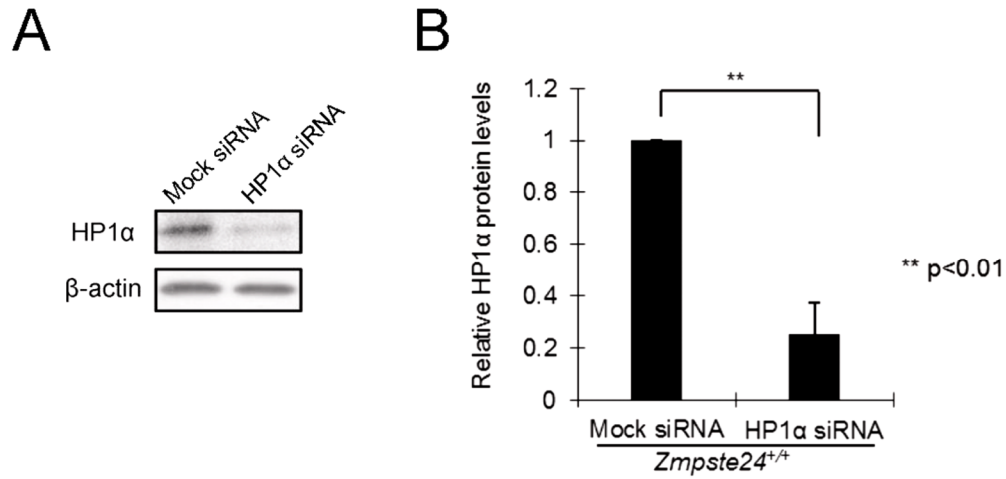 A
Mock siRNA
HP1α siRNA
HP1α
β-actin
B
Relative HP1α protein levels
**
1.2
1
0.8
0.6
0.4
0.2
0
** p<0.01
Mock siRNA
HP1α siRNA
Zmpste24+/+